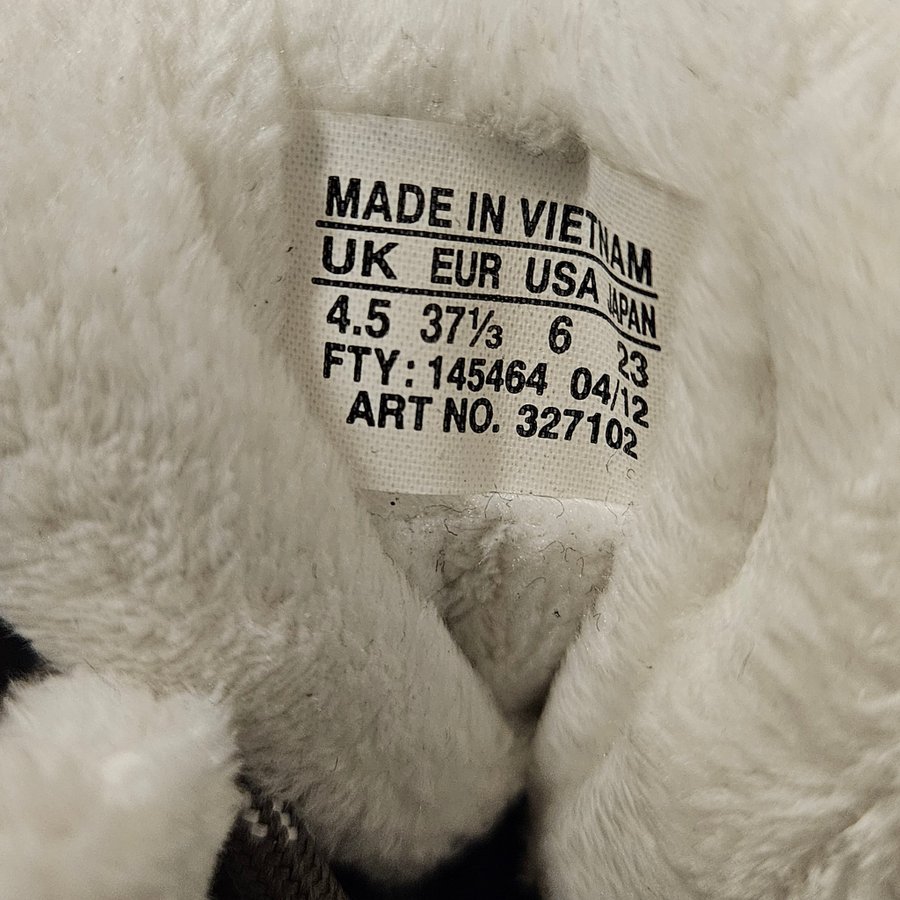 MADE IN VIETNAM
UK EUR USA JAPAN
4.5 37⅓ 6 23
FTY: 145464 04/12
ART NO. 327102